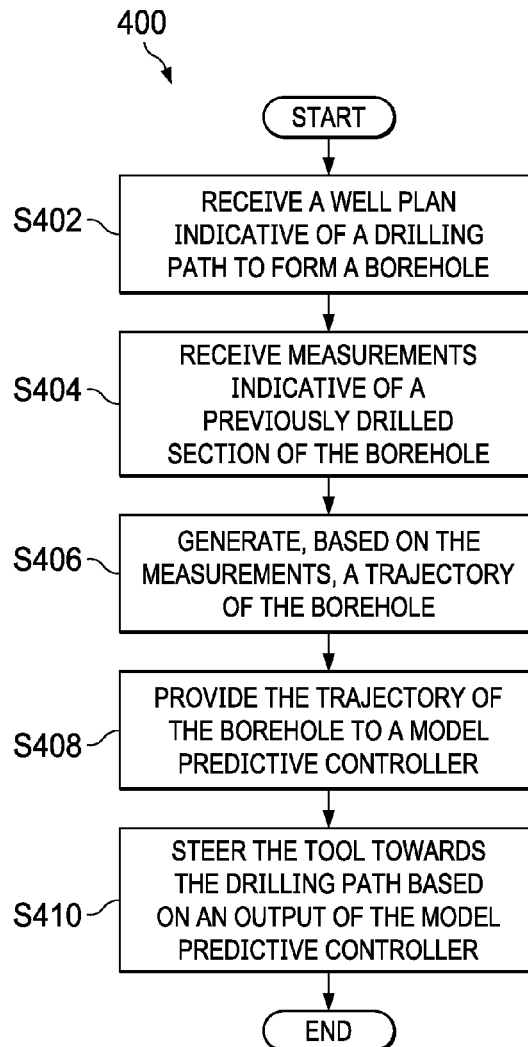 400
START
S402
RECEIVE A WELL PLAN
INDICATIVE OF A DRILLING
PATH TO FORM A BOREHOLE
S404
RECEIVE MEASUREMENTS
INDICATIVE OF A
PREVIOUSLY DRILLED
SECTION OF THE BOREHOLE
S406
GENERATE, BASED ON THE
MEASUREMENTS, A TRAJECTORY
OF THE BOREHOLE
S408
PROVIDE THE TRAJECTORY OF
THE BOREHOLE TO A MODEL
PREDICTIVE CONTROLLER
S410
STEER THE TOOL TOWARDS
THE DRILLING PATH BASED
ON AN OUTPUT OF THE MODEL
PREDICTIVE CONTROLLER
END